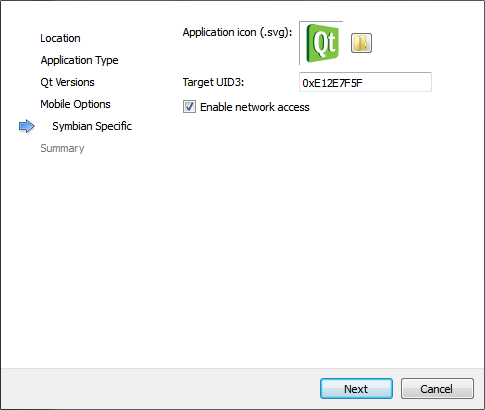 Location
Application Type
Qt Versions
Mobile Options
Symbian Specific
Summary
Application icon (.svg):
Qt
Target UID3:
0xE12E7F5F
Enable network access
Next
Cancel